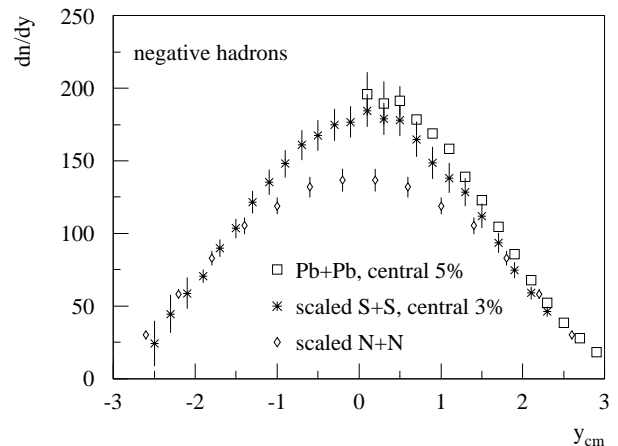 dn/dy
250
negative hadrons
200
150
100
Pb+Pb, central 5%
scaled S+S, central 3%
50
scaled N+N
0
-3 -2 -1 0 1 2 3
y_cm